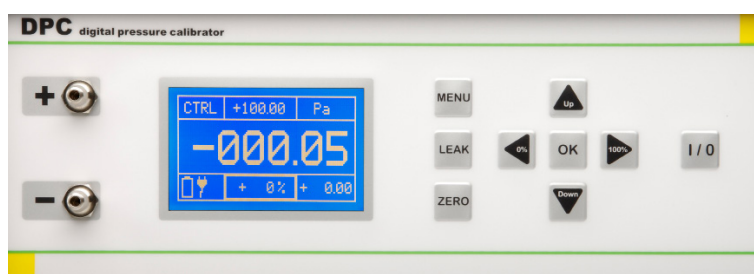 DPC digital pressure calibrator
+
CTRL +100.00 Pa
-000.05
+ 0% + 0.00
-
MENU
LEAK
ZERO
Up
0% OK 100%
Down
I / 0